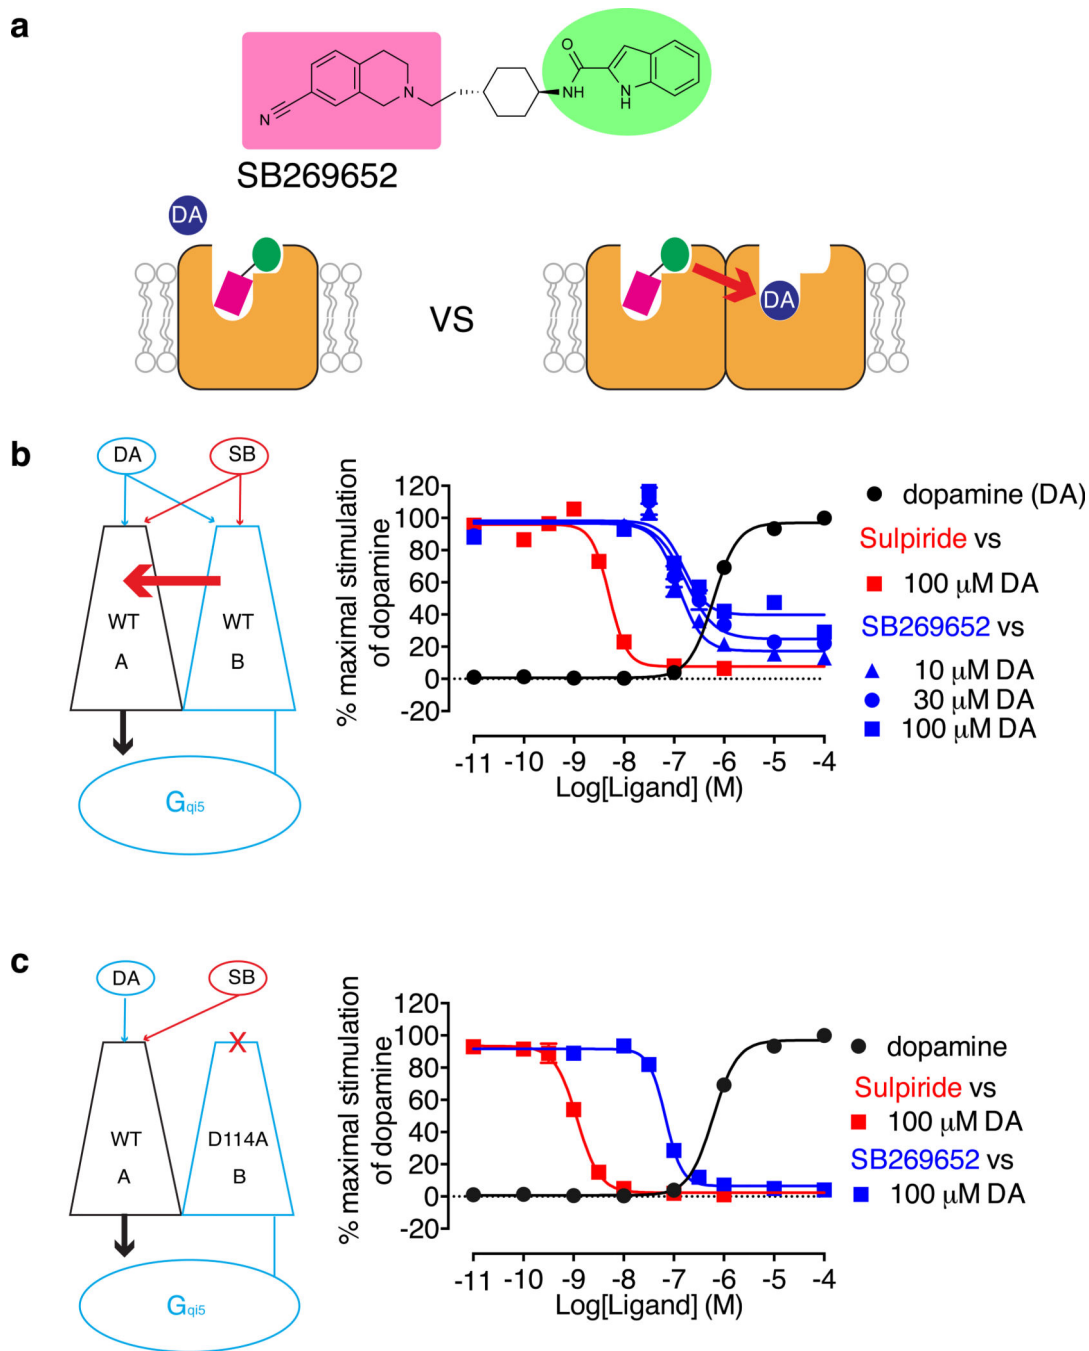 a
O
N
N
NH
N
H
SB269652
DA
VS
DA
b
DA
SB
WT
WT
A
B
Gqi5
% maximal stimulation
of dopamine
120
100
80
60
40
20
0
-20
-11 -10 -9 -8 -7 -6 -5 -4
Log[Ligand] (M)
dopamine (DA)
Sulpiride vs
100 μM DA
SB269652 vs
10 μM DA
30 μM DA
100 μM DA
c
DA
SB
X
WT
D114A
A
B
Gqi5
% maximal stimulation
of dopamine
120
100
80
60
40
20
0
-20
-11 -10 -9 -8 -7 -6 -5 -4
Log[Ligand] (M)
dopamine
Sulpiride vs
100 μM DA
SB269652 vs
100 μM DA